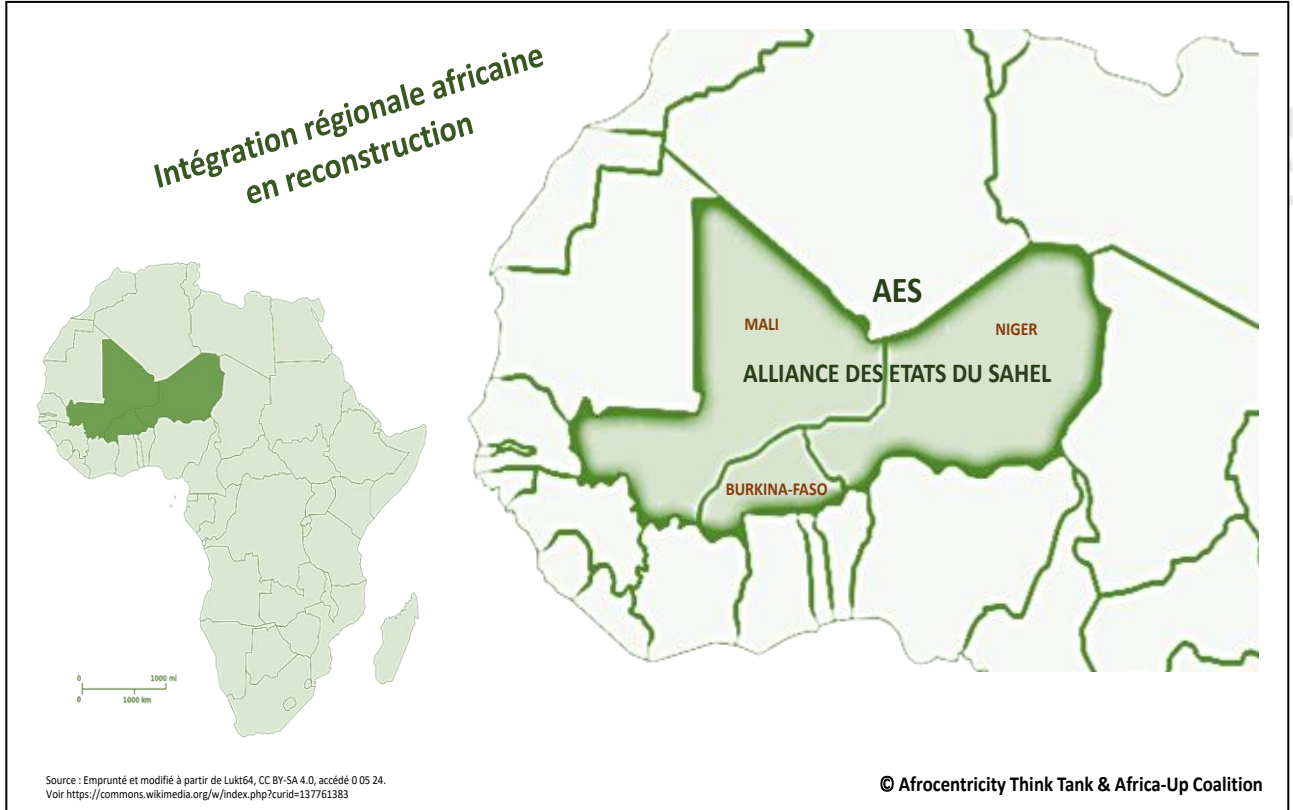 Intégration régionale africaine
en reconstruction
AES
MALI
NIGER
ALLIANCE DES ETATS DU SAHEL
BURKINA-FASO
0 1000 mi
0 1000 km
Source : Emprunté et modifié à partir de Lukt64, CC BY-SA 4.0, accédé 0 05 24.
Voir https://commons.wikimedia.org/w/index.php?curid=137761383
© Afrocentricity Think Tank & Africa-Up Coalition